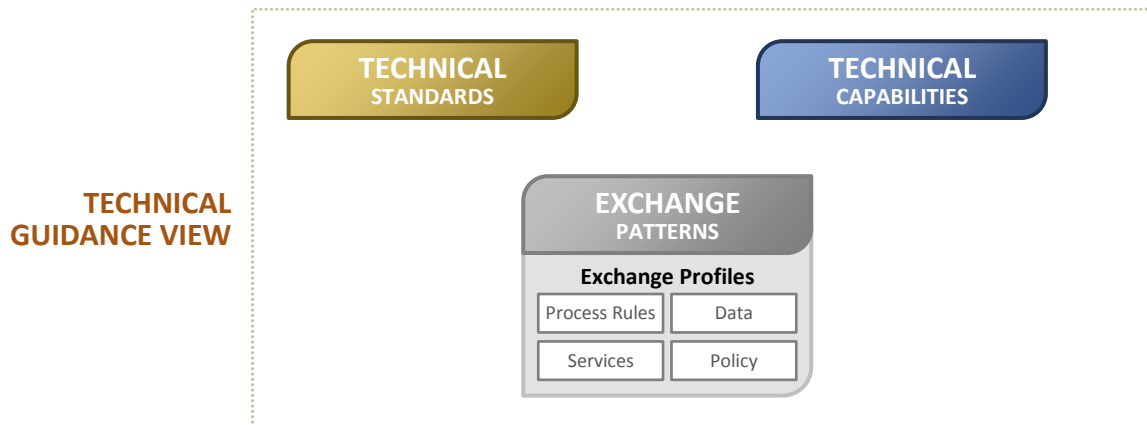 TECHNICAL
STANDARDS
TECHNICAL
CAPABILITIES
TECHNICAL
GUIDANCE VIEW
EXCHANGE
PATTERNS
Exchange Profiles
Process Rules
Data
Services
Policy